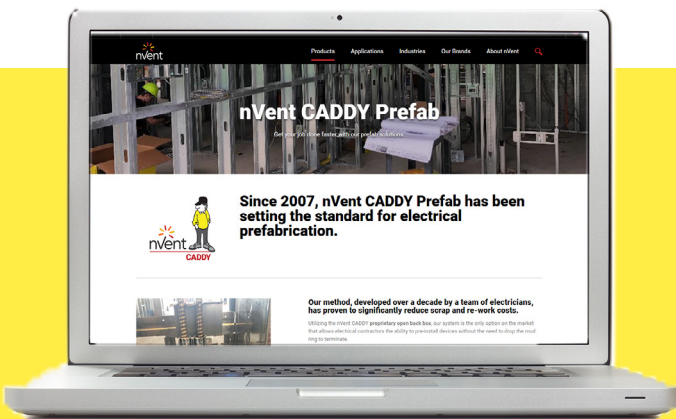 nVent
Products Applications Industries Our Brands About nVent
nVent CADDY Prefab
Get your job done faster with our prefab solutions.
Since 2007, nVent CADDY Prefab has been
setting the standard for electrical
prefabrication.
nVent
CADDY
Our method, developed over a decade by a team of electricians,
has proven to significantly reduce scrap and re-work costs.
Utilizing the nVent CADDY proprietary open back box, our system is the only option on the market
that allows electrical contractors the ability to pre-install devices without the need to drop the mud
ring to terminate.